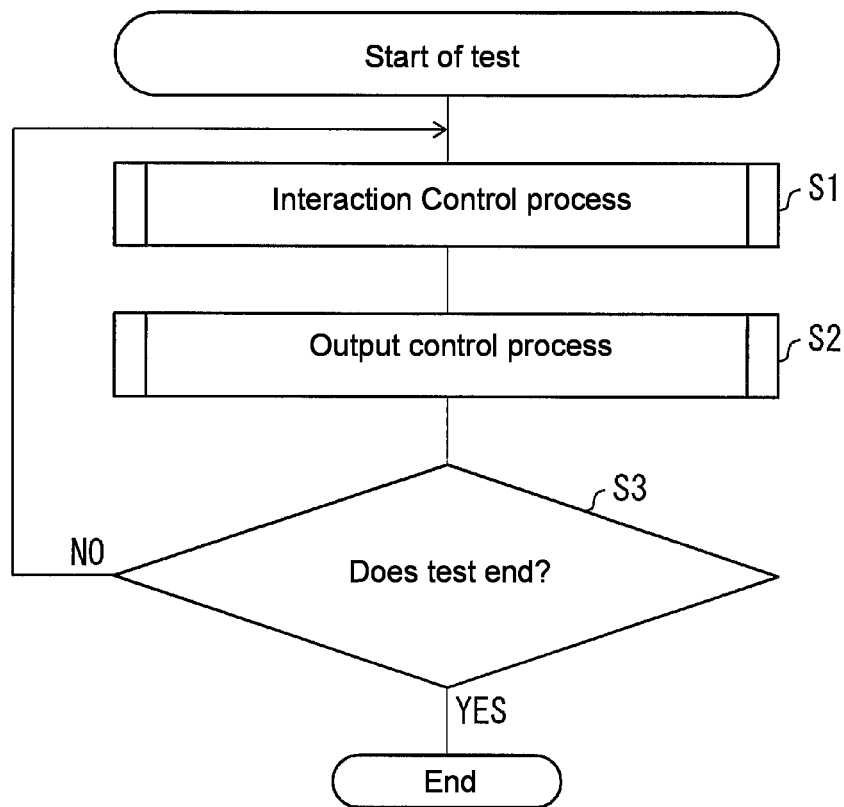 Start of test
Interaction Control process
S1
Output control process
S2
S3
NO
Does test end?
YES
End